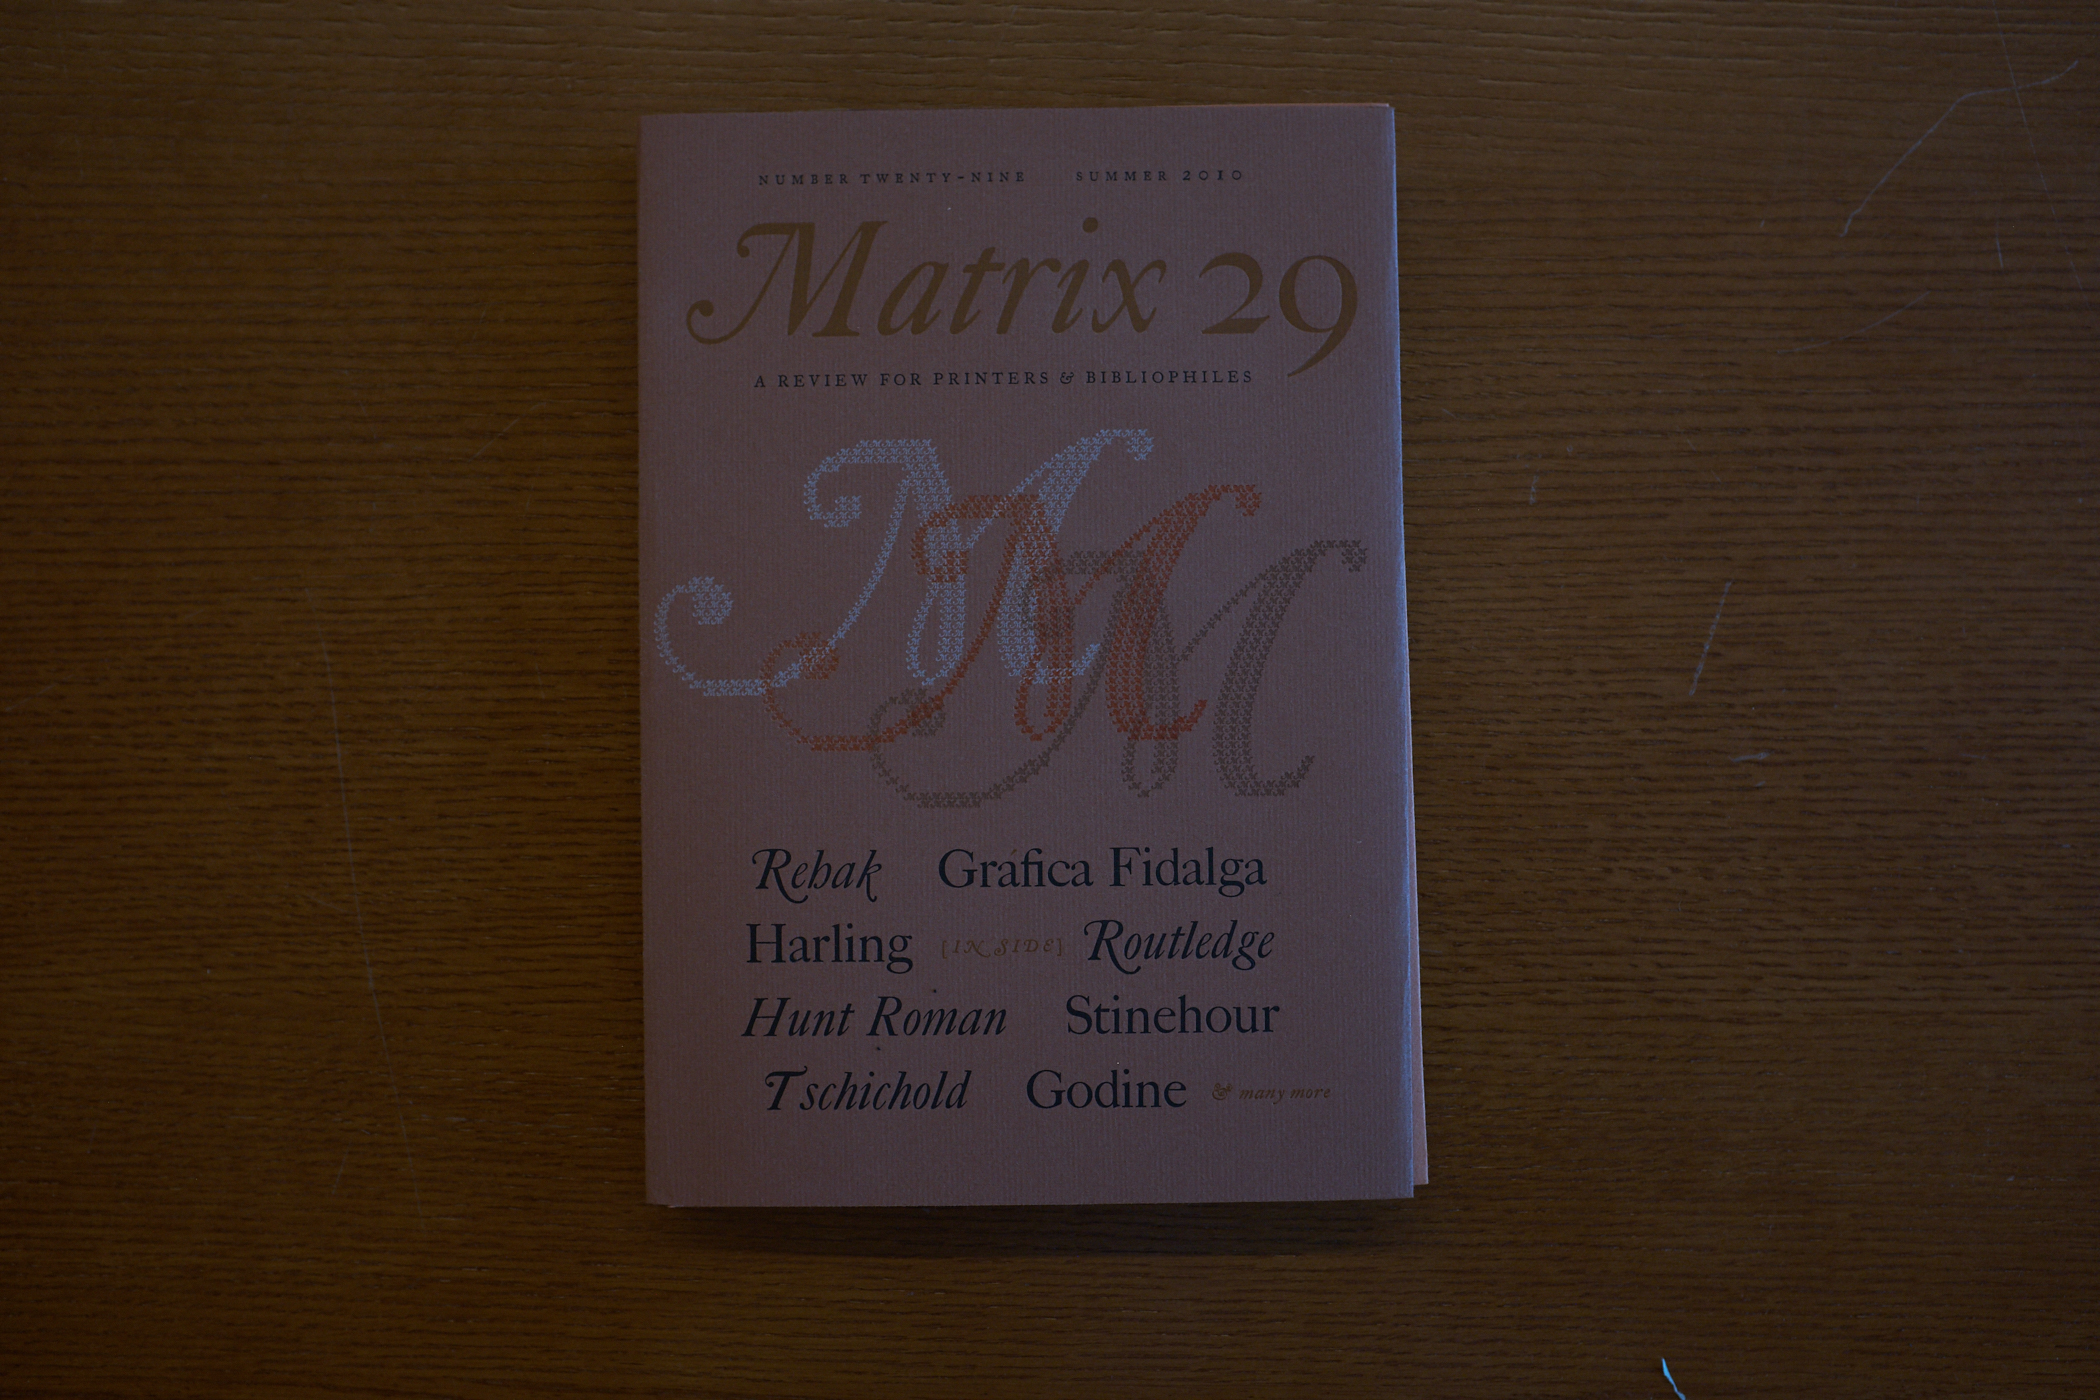 NUMBER TWENTY-NINE SUMMER 2010
Matrix 29
A REVIEW FOR PRINTERS & BIBLIOPHILES
M M M
Rebak Gráfica Fidalga
Harling [IN SIDE] Routledge
Hunt Roman Stinehour
Tschichold Godine & many more